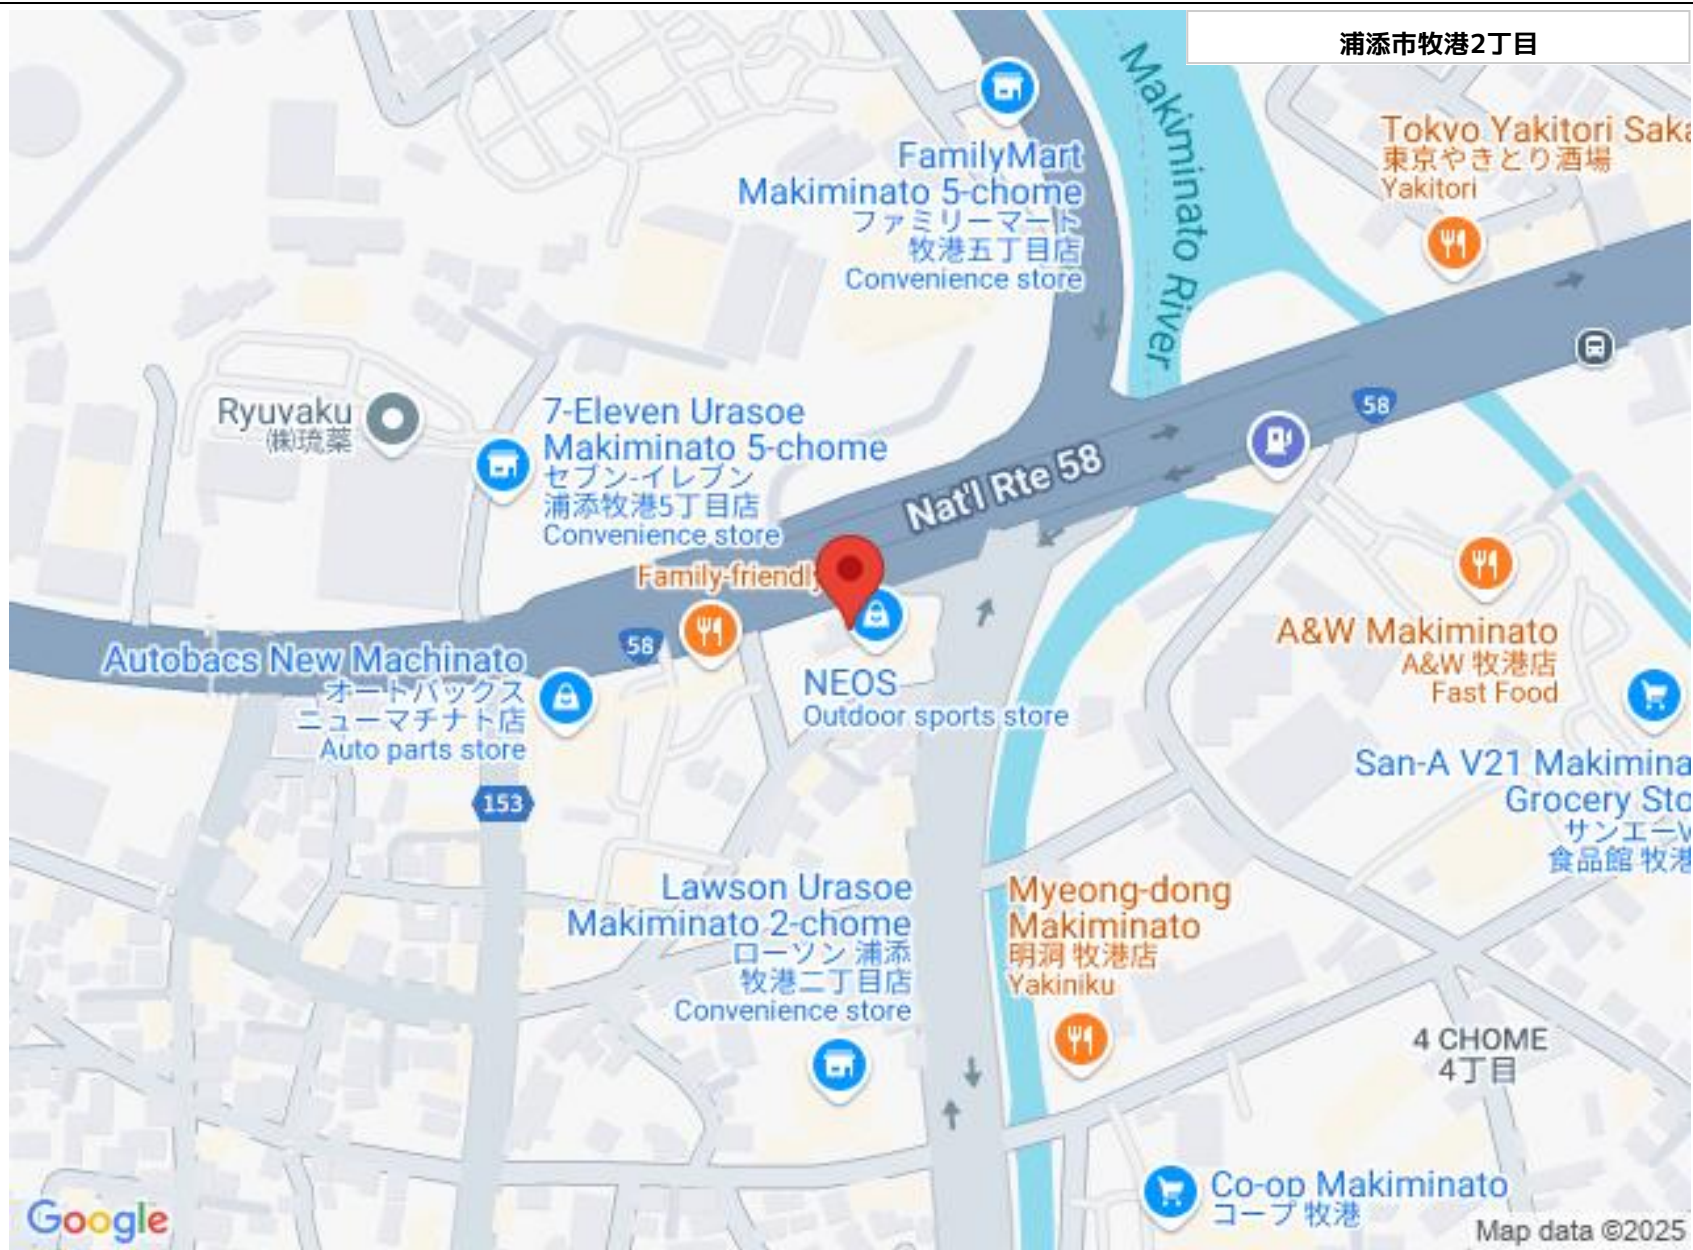 浦添市牧港2丁目
Makiminato River
Tokyo Yakitori Saka
東京やきとり酒場
Yakitori
FamilyMart
Makiminato 5-chome
ファミリーマート
牧港五丁目店
Convenience store
58
Ryuyaku
㈱琉薬
7-Eleven Urasoe
Makiminato 5-chome
セブン-イレブン
浦添牧港5丁目店
Convenience store
Nat'l Rte 58
Family-friendly
58
A&W Makiminato
A&W 牧港店
Fast Food
Autobacs New Machinato
オートバックス
ニューマチナト店
Auto parts store
NEOS
Outdoor sports store
San-A V21 Makimina
Grocery Sto
サンエーV
食品館 牧港
153
Lawson Urasoe
Makiminato 2-chome
ローソン 浦添
牧港二丁目店
Convenience store
Myeong-dong
Makiminato
明洞 牧港店
Yakiniku
4 CHOME
4丁目
Co-op Makiminato
コープ 牧港
Google
Map data ©2025